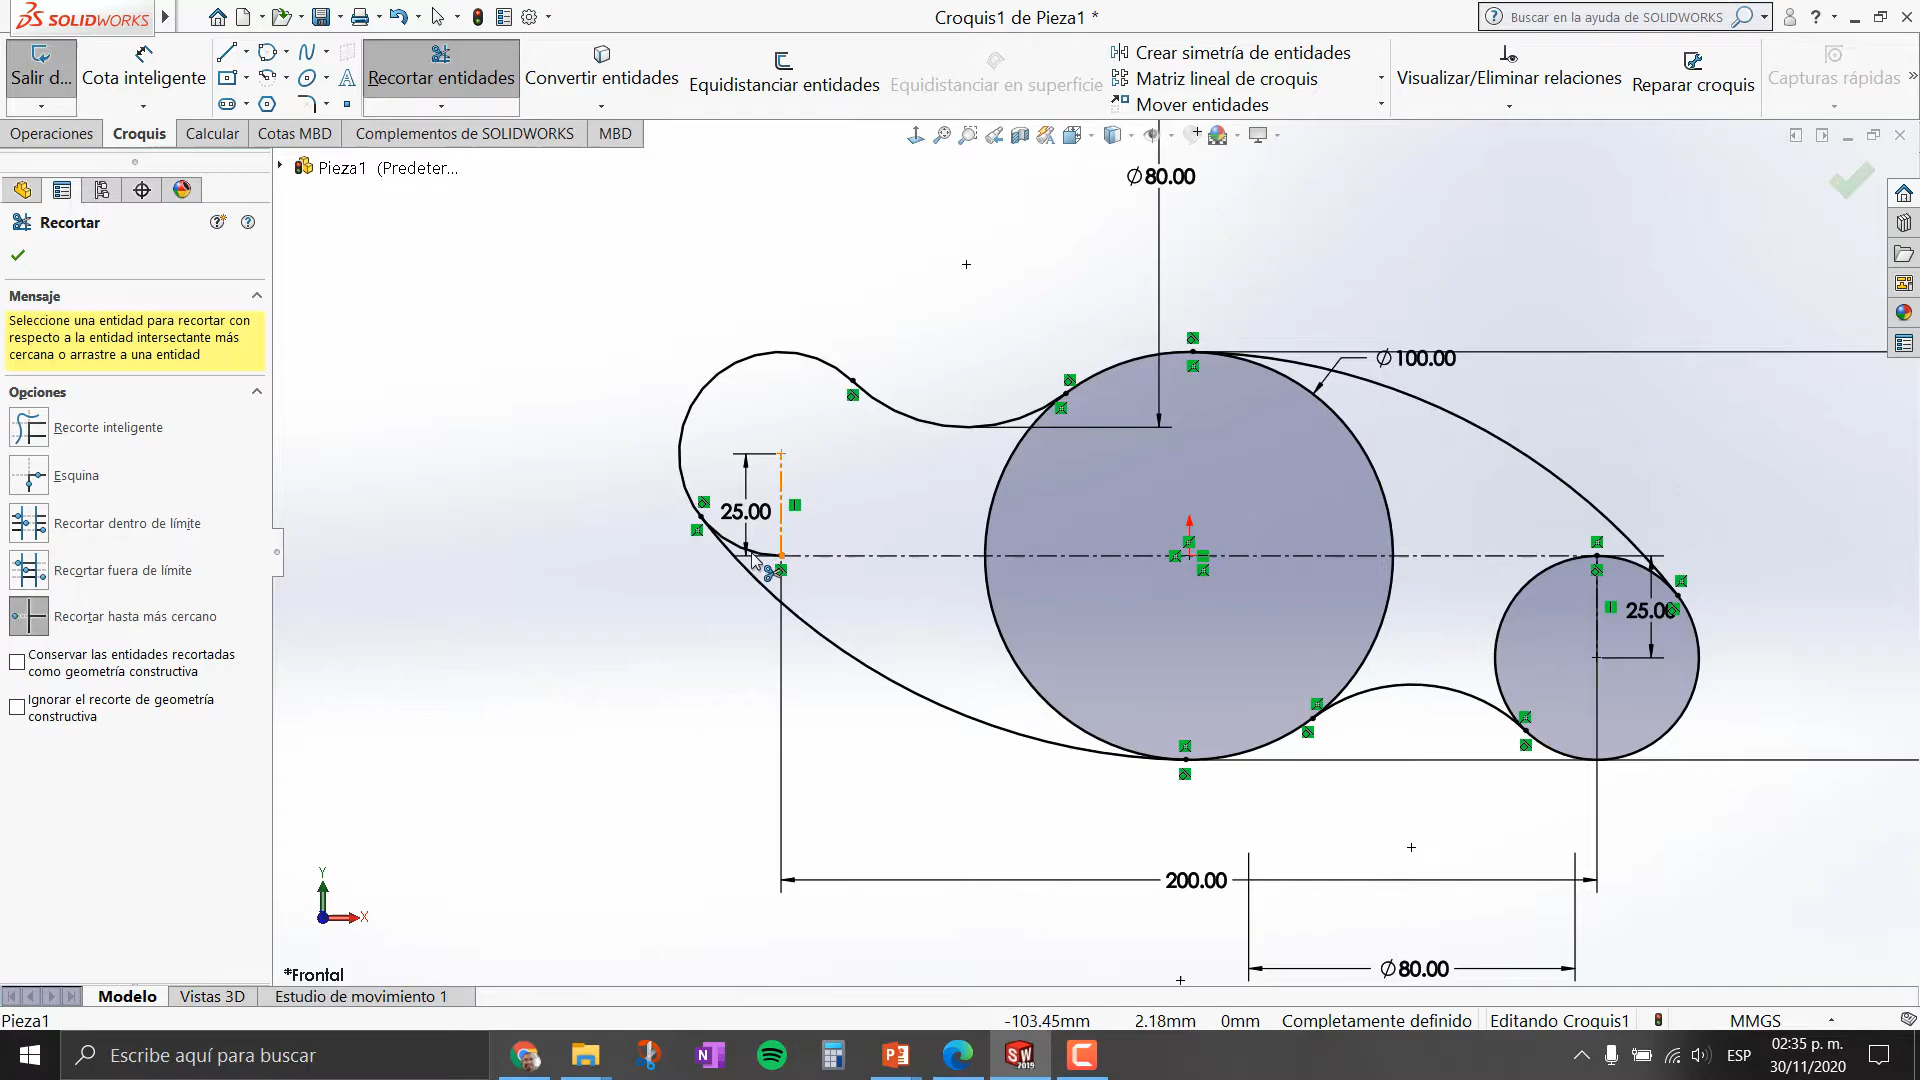 SOLIDWORKS
Croquis1 de Pieza1 *
Buscar en la ayuda de SOLIDWORKS
Salir d...
Cota inteligente
Recortar entidades
Convertir entidades
Equidistanciar entidades
Equidistanciar en superficie
Crear simetría de entidades
Matriz lineal de croquis
Mover entidades
Visualizar/Eliminar relaciones
Reparar croquis
Capturas rápidas
Operaciones
Croquis
Calcular
Cotas MBD
Complementos de SOLIDWORKS
MBD
Pieza1 (Predeter...
Recortar
Mensaje
Seleccione una entidad para recortar con
respecto a la entidad intersectante más
cercana o arrastre a una entidad
Opciones
Recorte inteligente
Esquina
Recortar dentro de límite
Recortar fuera de límite
Recortar hasta más cercano
Conservar las entidades recortadas
como geometría constructiva
Ignorar el recorte de geometría
constructiva
∅80.00
∅100.00
25.00
25.00
200.00
∅80.00
Y
X
*Frontal
Modelo
Vistas 3D
Estudio de movimiento 1
Pieza1
-103.45mm
2.18mm
0mm
Completamente definido
Editando Croquis1
MMGS
Escribe aquí para buscar
SW
2019
ESP
02:35 p. m.
30/11/2020